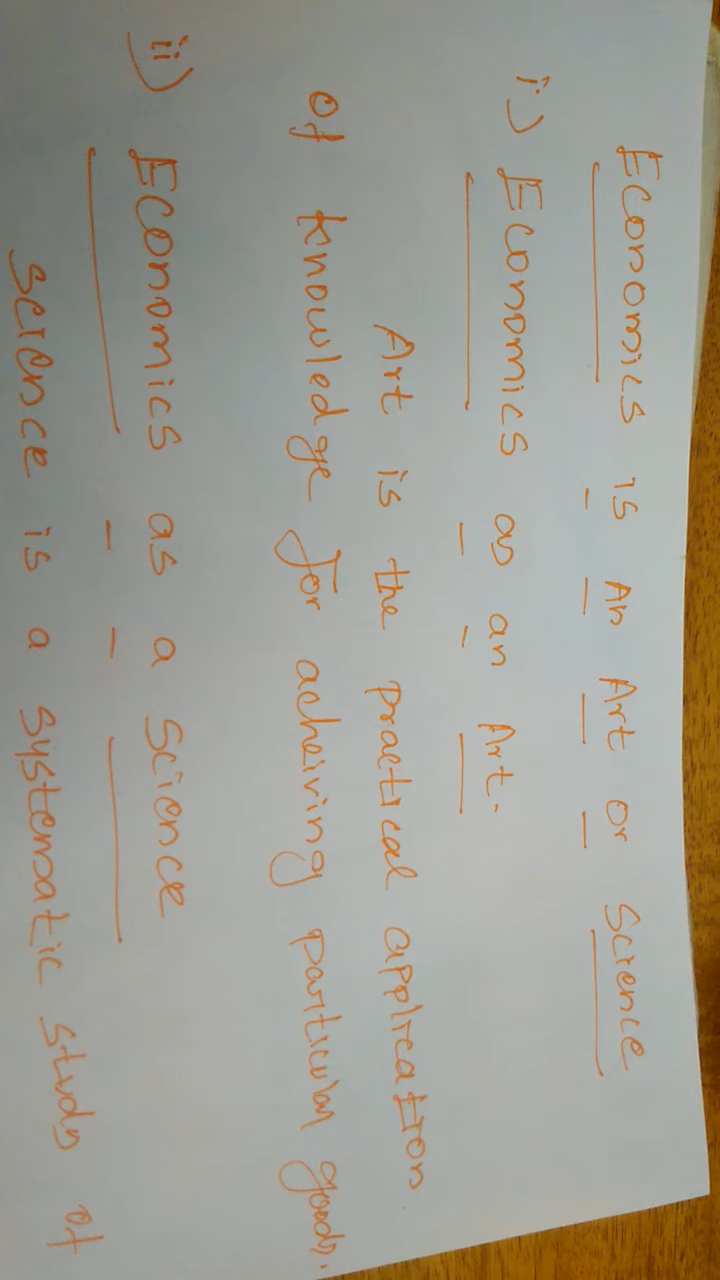 Economics is An Art or Science
i) Economics as an Art.
Art is the practical application
of knowledge for acheiving particular goods.
ii) Economics as a Science
Science is a systematic study of